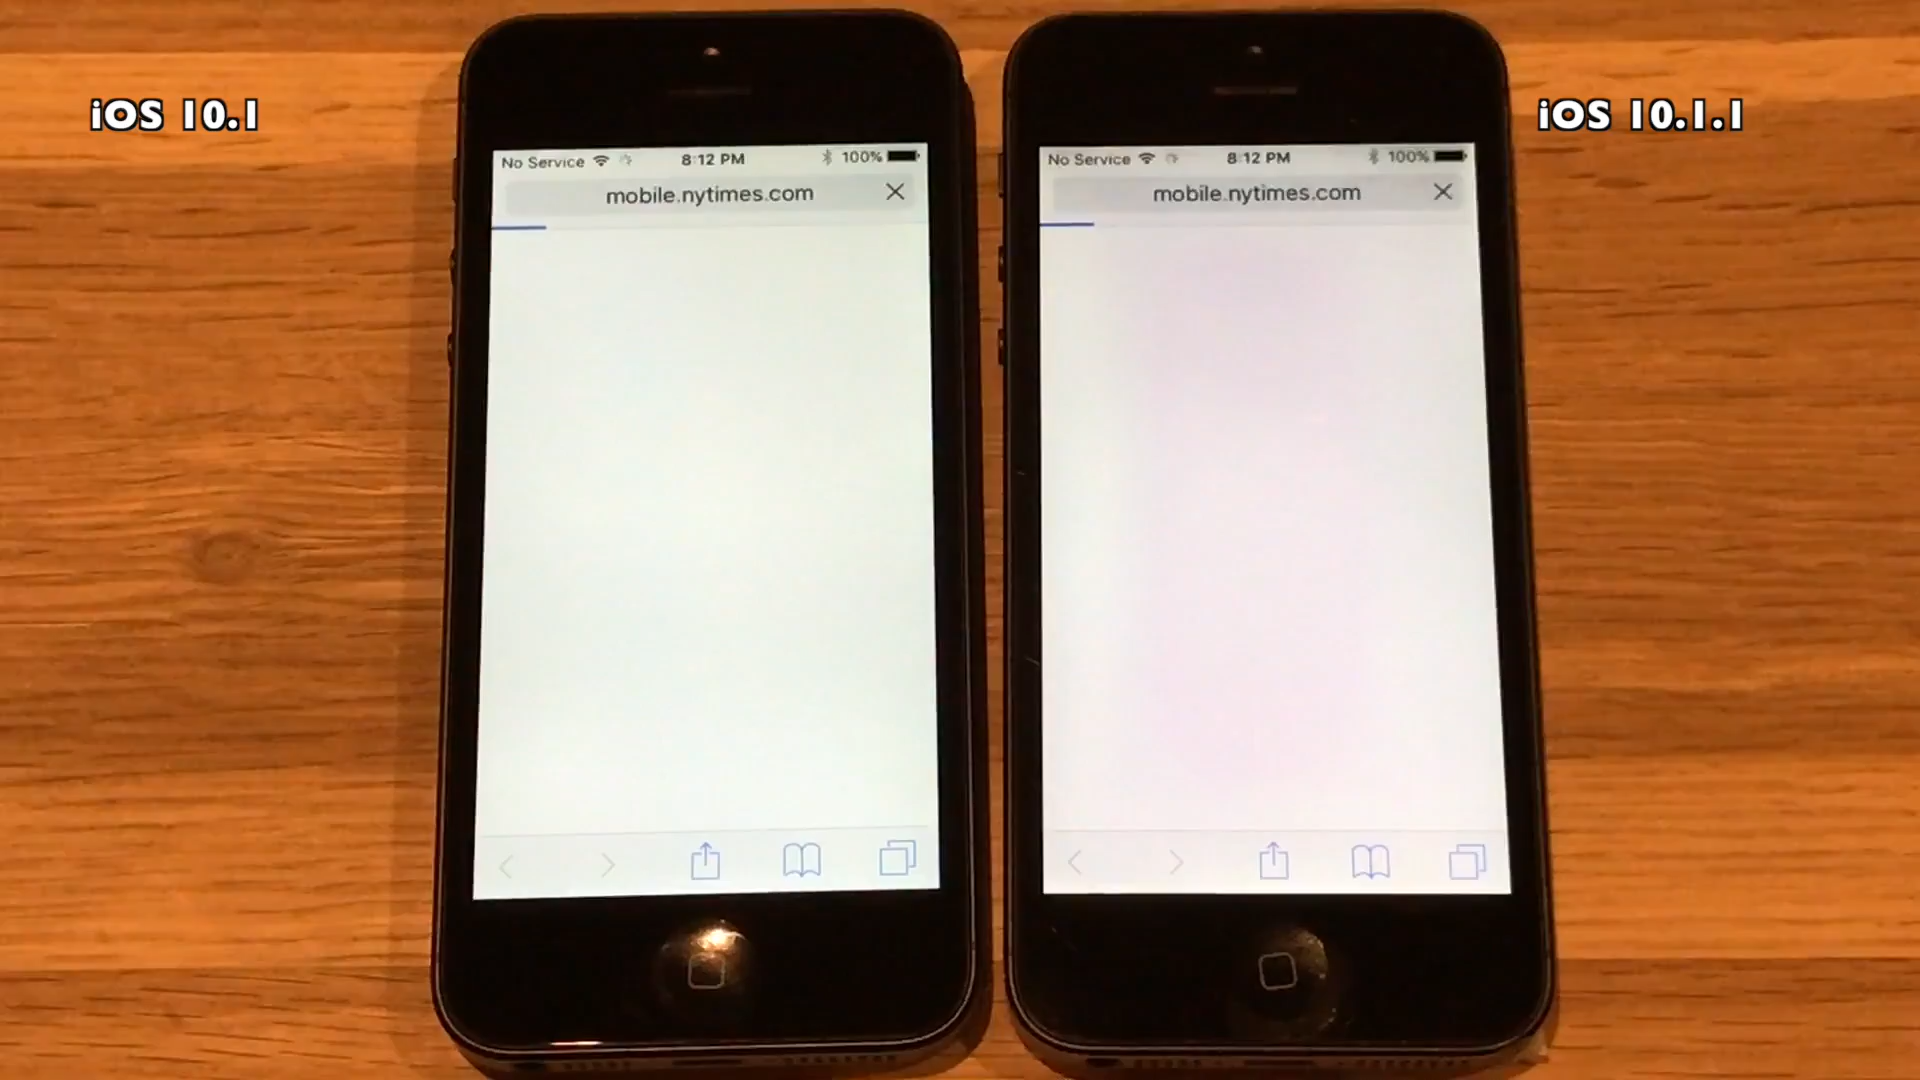 iOS 10.1
iOS 10.1.1
No Service 8:12 PM 100%
mobile.nytimes.com
No Service 8:12 PM 100%
mobile.nytimes.com